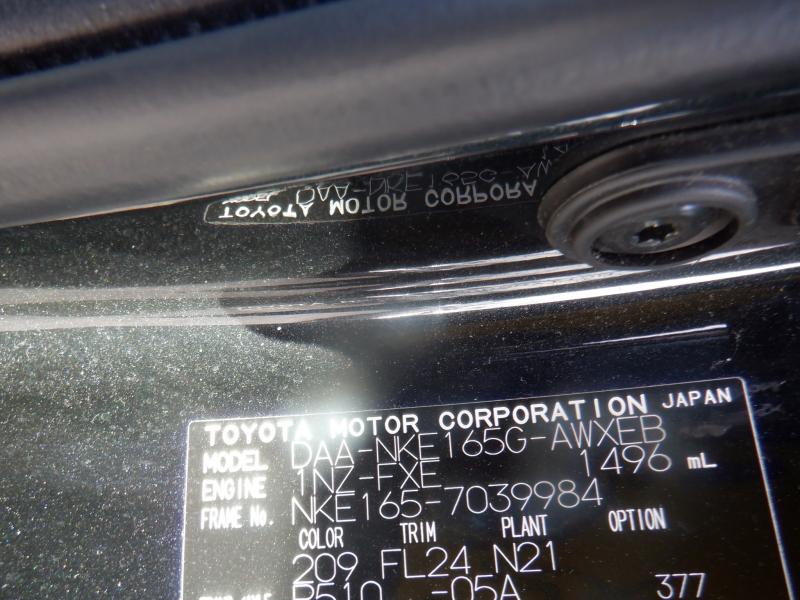 TOYOTA MOTOR CORPORATION JAPAN
MODEL DAA-NKE165G-AWXEB
ENGINE 1NZ-FXE 1496 mL
FRAME No. NKE165-7039984
COLOR TRIM PLANT OPTION
209 FL24 N21
P510 -05A 377